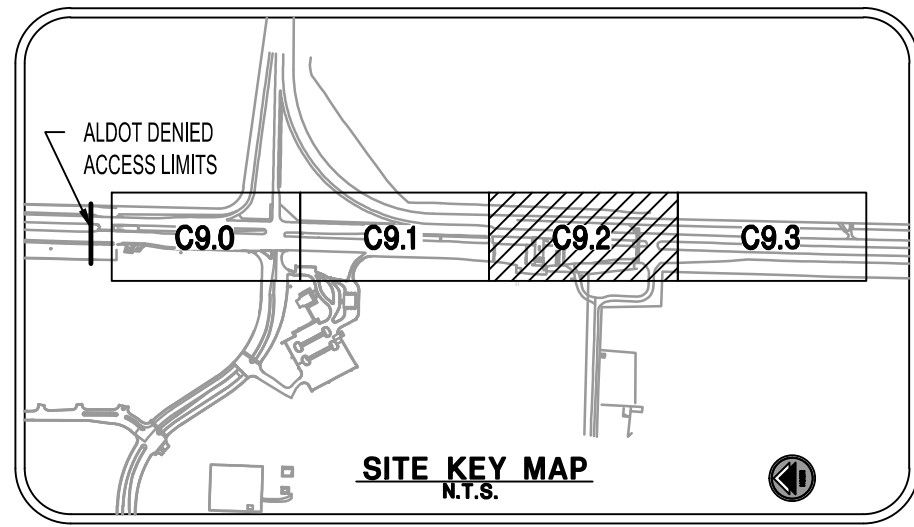 ALDOT DENIED
ACCESS LIMITS
C9.0 C9.1 C9.2 C9.3
SITE KEY MAP
N.T.S.